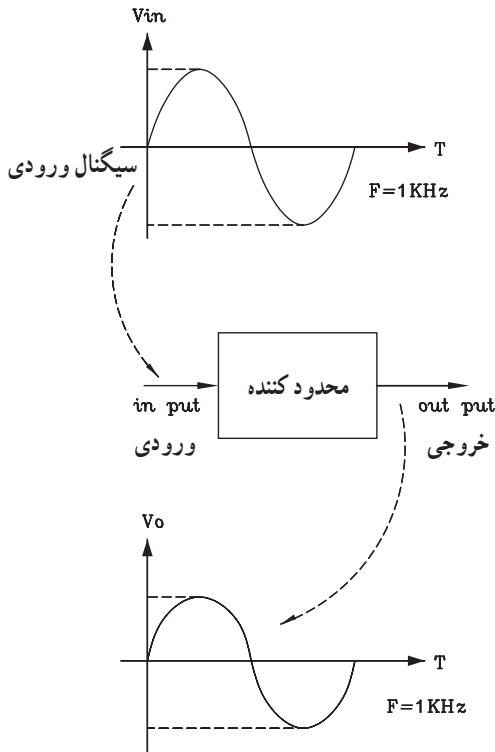 Vin
T
سیگنال ورودی
F=1KHz
محدود کننده
in put
out put
ورودی
خروجی
Vo
T
F=1KHz